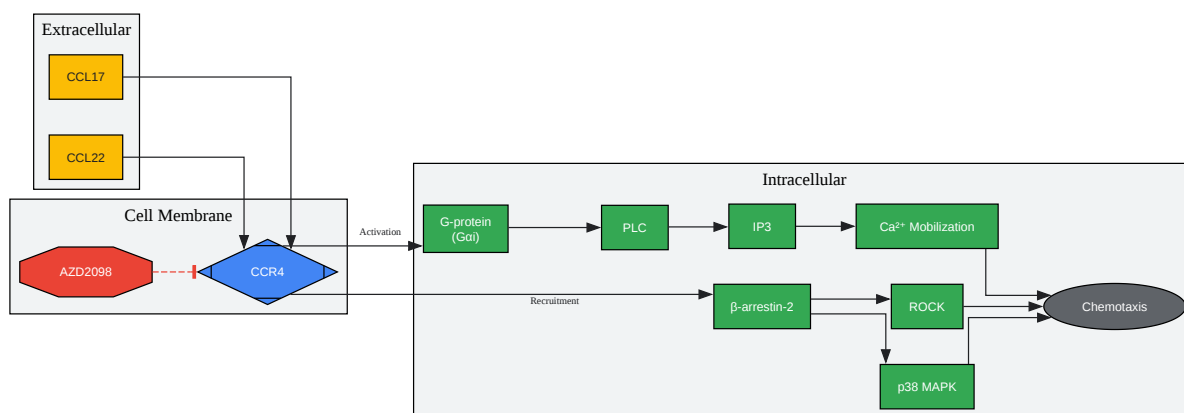 Extracellular
CCL17
CCL22
Cell Membrane
AZD2098
CCR4
Intracellular
Activation
G-protein
(Gαi)
PLC
IP3
Ca²⁺ Mobilization
Recruitment
β-arrestin-2
ROCK
Chemotaxis
p38 MAPK